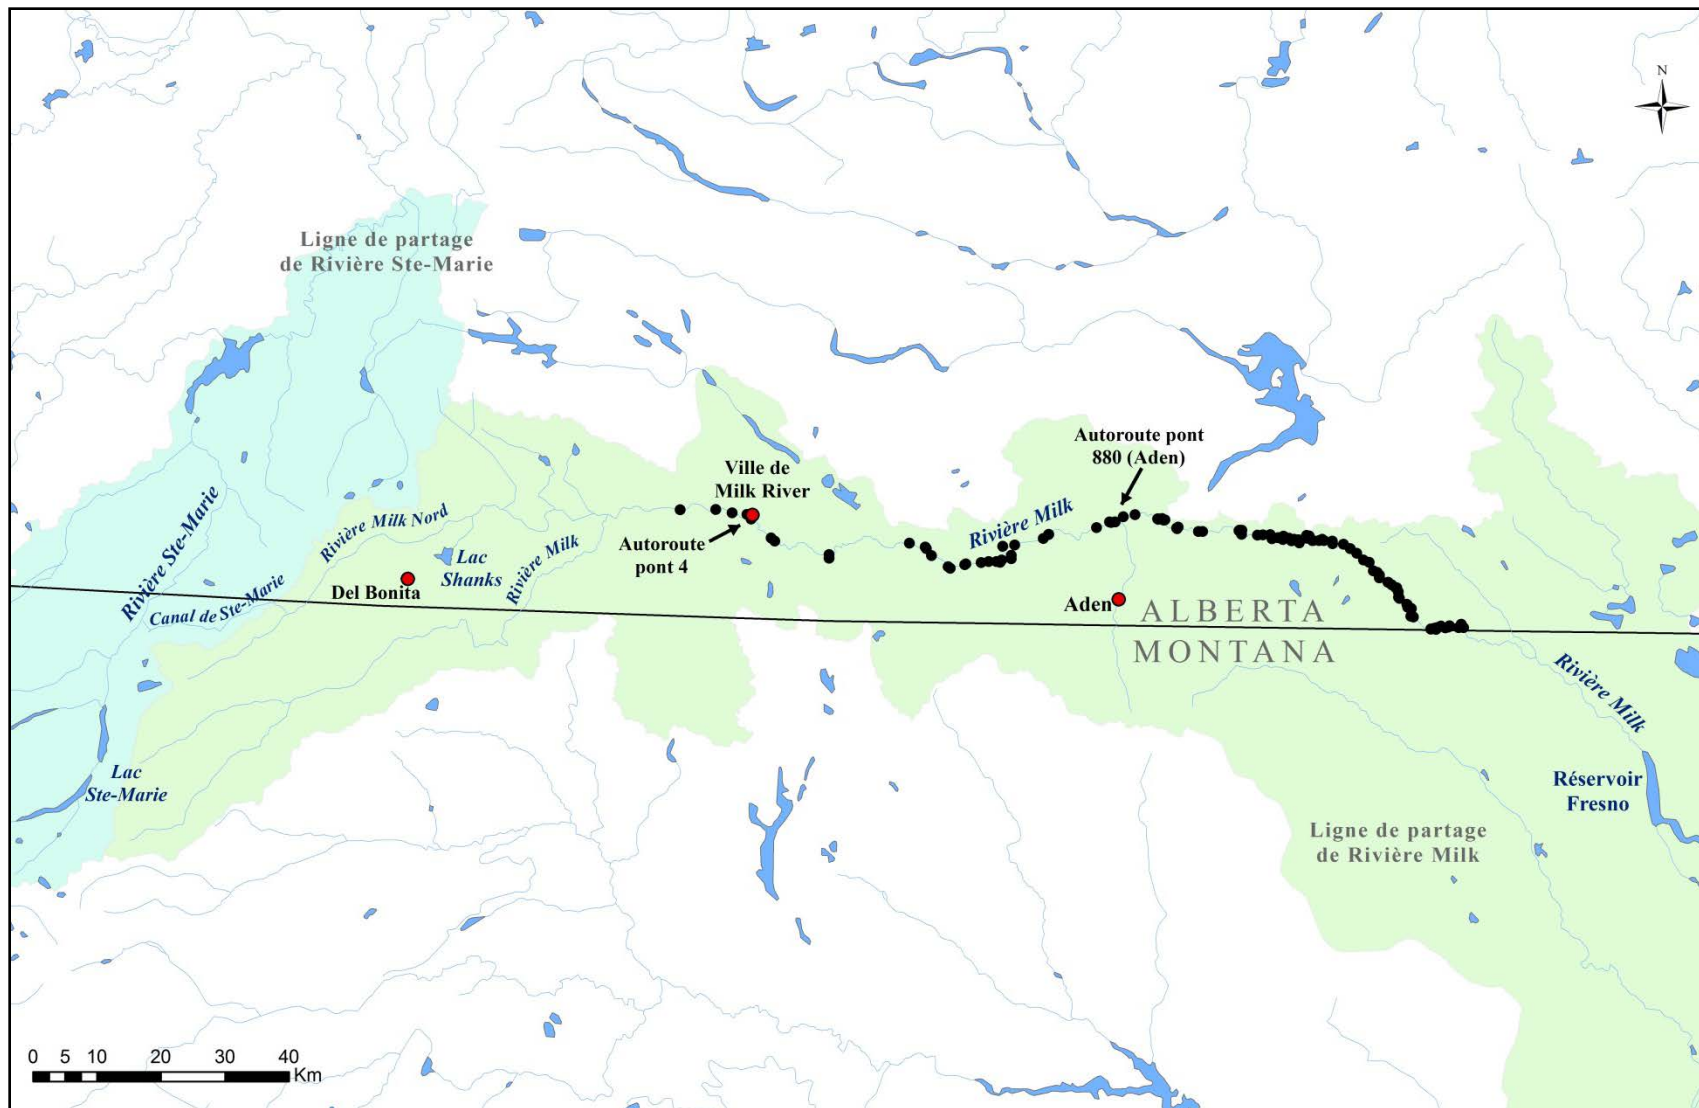 N
Ligne de partage
de Rivière Ste-Marie
Autoroute pont
880 (Aden)
Ville de
Milk River
Rivière Milk Nord
Rivière Milk
Rivière Ste-Marie
Autoroute
pont 4
Lac
Shanks
Rivière Milk
Del Bonita
Canal de Ste-Marie
Aden
ALBERTA
MONTANA
Rivière Milk
Lac
Ste-Marie
Réservoir
Fresno
Ligne de partage
de Rivière Milk
0 5 10 20 30 40
Km